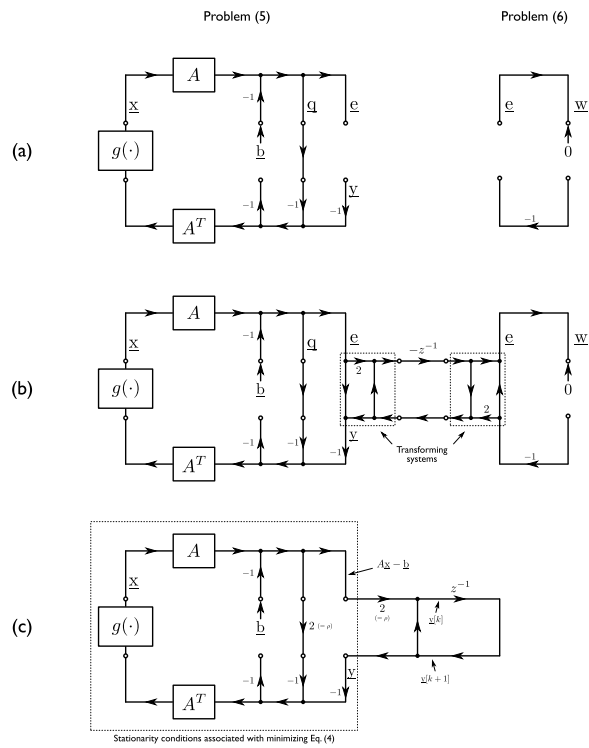 Problem (5) Problem (6)
(a)
A
-1
x q e e w
g(·) b 0
y
-1 -1 -1 -1
A^T
(b)
A
-z^{-1}
-1
x q e e w
2
g(·) b 0
2
y
-1 -1 -1 -1
A^T
Transforming
systems
(c)
A
Ax − b
-1
x z^{-1}
2
(=ρ)
v[k]
g(·) b 2 (=ρ)
y
v[k + 1]
-1 -1 -1
A^T
Stationarity conditions associated with minimizing Eq. (4)